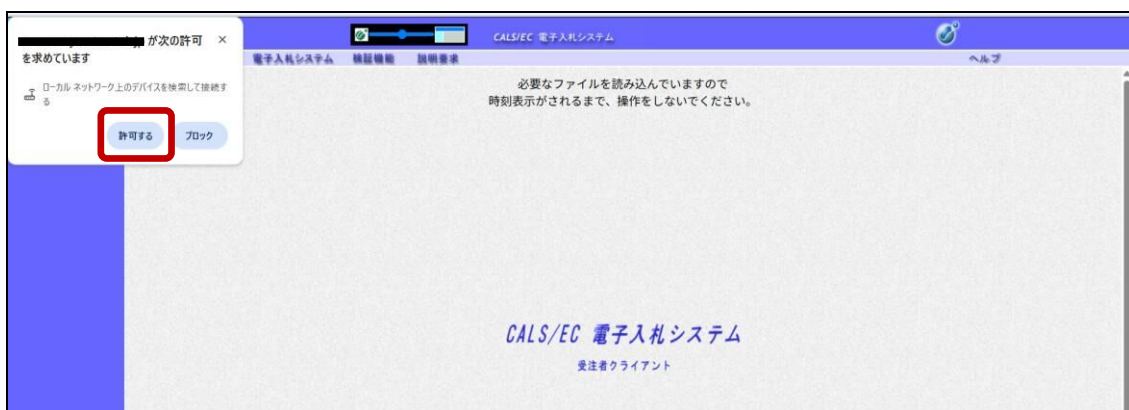 が次の許可 ×
を求めています
ローカル ネットワーク上のデバイスを検索して接続す
る
許可する ブロック
CALS/EC 電子入札システム
電子入札システム 検証機能 説明要求 ヘルプ
必要なファイルを読み込んでいますので
時刻表示がされるまで、操作をしないでください。
CALS/EC 電子入札システム
受注者クライアント